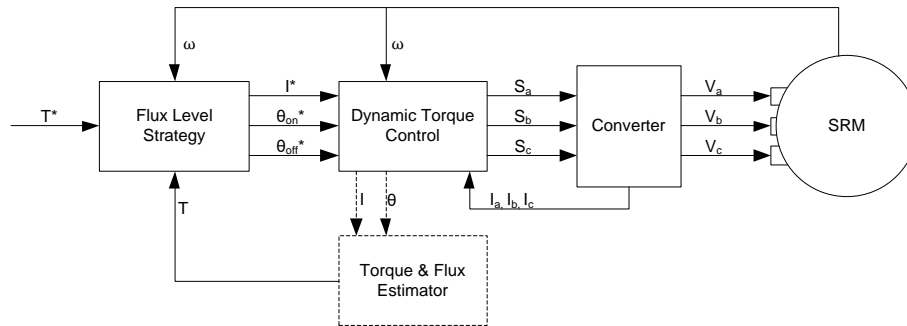 ω
ω
T*
Flux Level
Strategy
I*
θon*
θoff*
Dynamic Torque
Control
Sa
Sb
Sc
Converter
Va
Vb
Vc
SRM
T
I
θ
Ia, Ib, Ic
Torque & Flux
Estimator